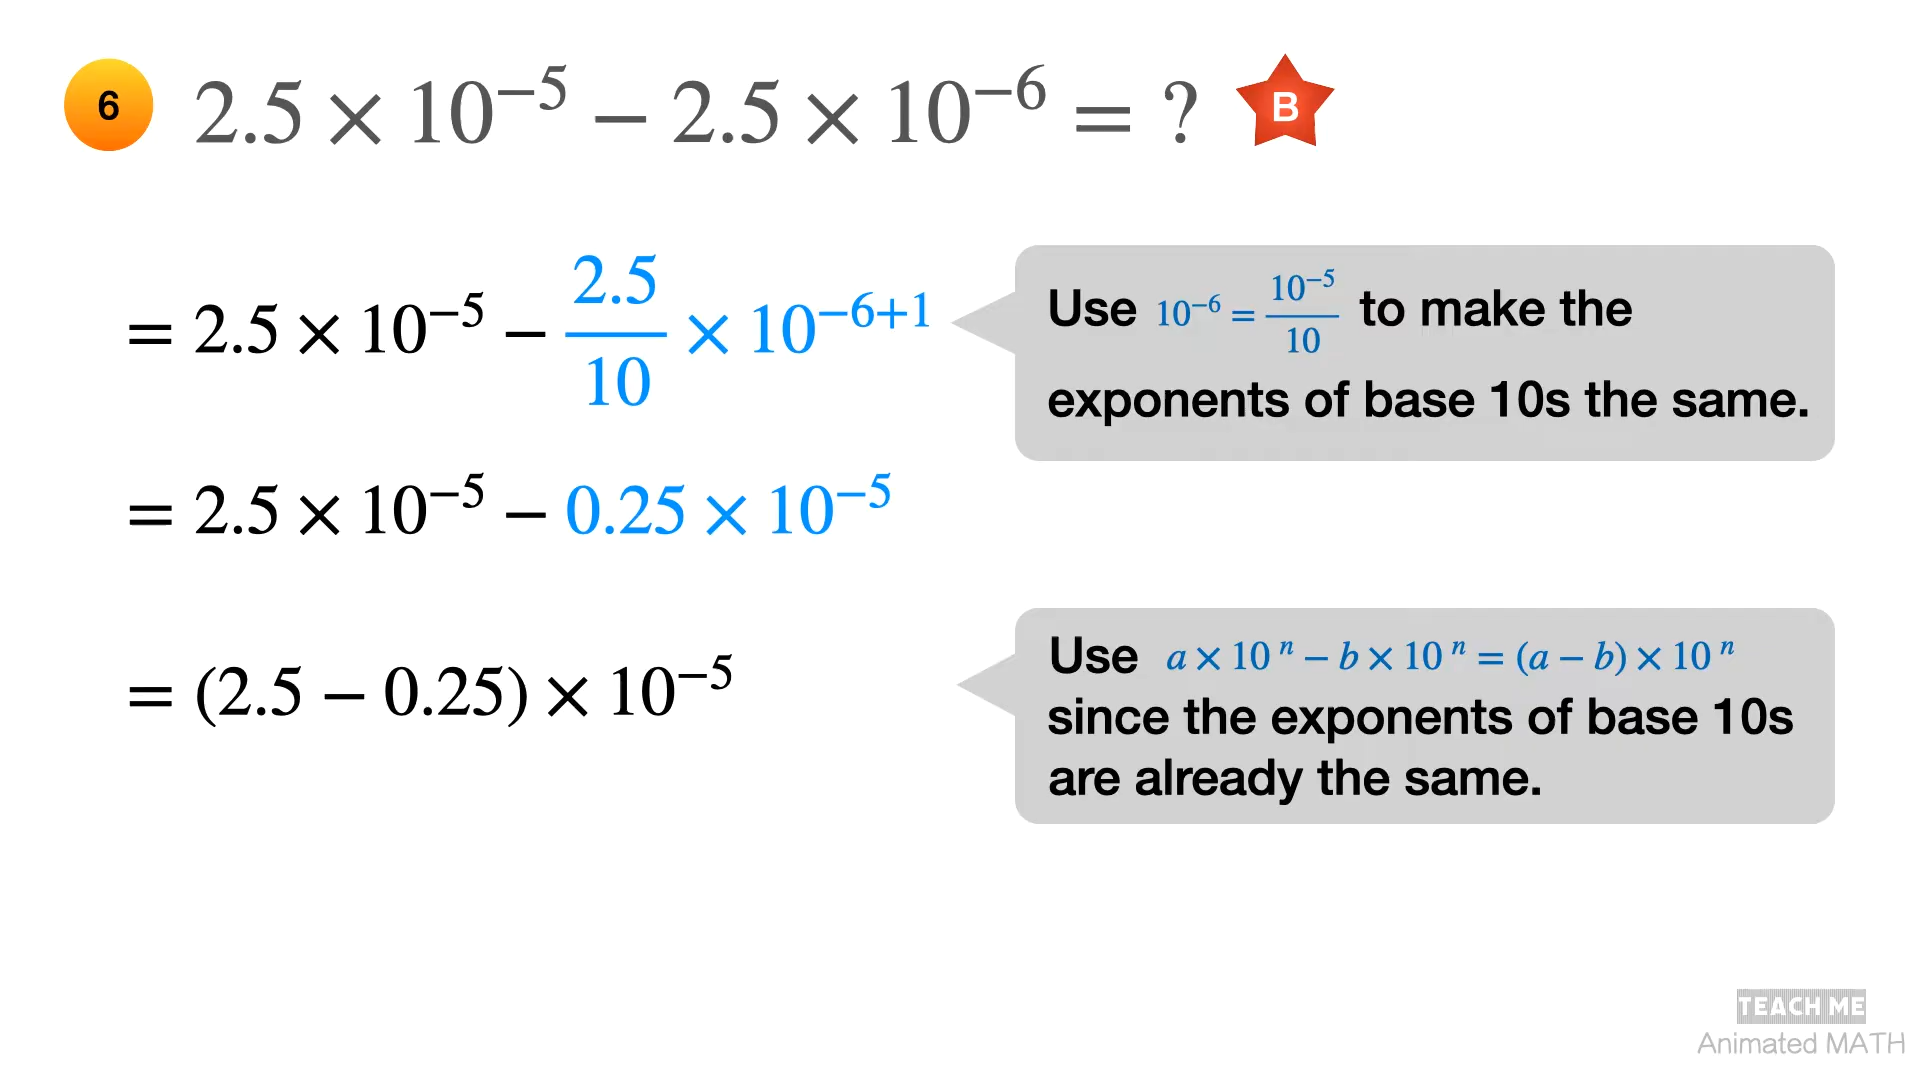 6 2.5 × 10⁻⁵ − 2.5 × 10⁻⁶ = ? B
= 2.5 × 10⁻⁵ − 2.5/10 × 10⁻⁶⁺¹
Use 10⁻⁶ = 10⁻⁵/10 to make the
exponents of base 10s the same.
= 2.5 × 10⁻⁵ − 0.25 × 10⁻⁵
= (2.5 − 0.25) × 10⁻⁵
Use a × 10ⁿ − b × 10ⁿ = (a − b) × 10ⁿ
since the exponents of base 10s
are already the same.
TEACH ME
Animated MATH